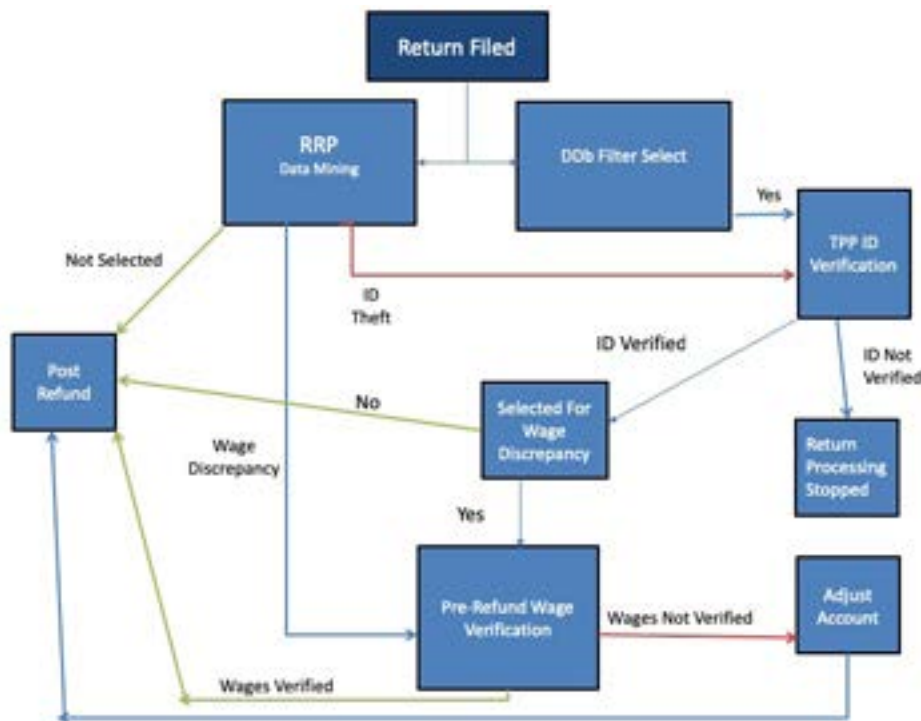 Return Filed
RRP
Data Mining
DDb Filter Select
Yes
TPP ID
Verification
Not Selected
ID
Theft
ID Verified
ID Not
Verified
Post
Refund
No
Selected For
Wage
Discrepancy
Wage
Discrepancy
Return
Processing
Stopped
Yes
Pre-Refund Wage
Verification
Wages Not Verified
Adjust
Account
Wages Verified